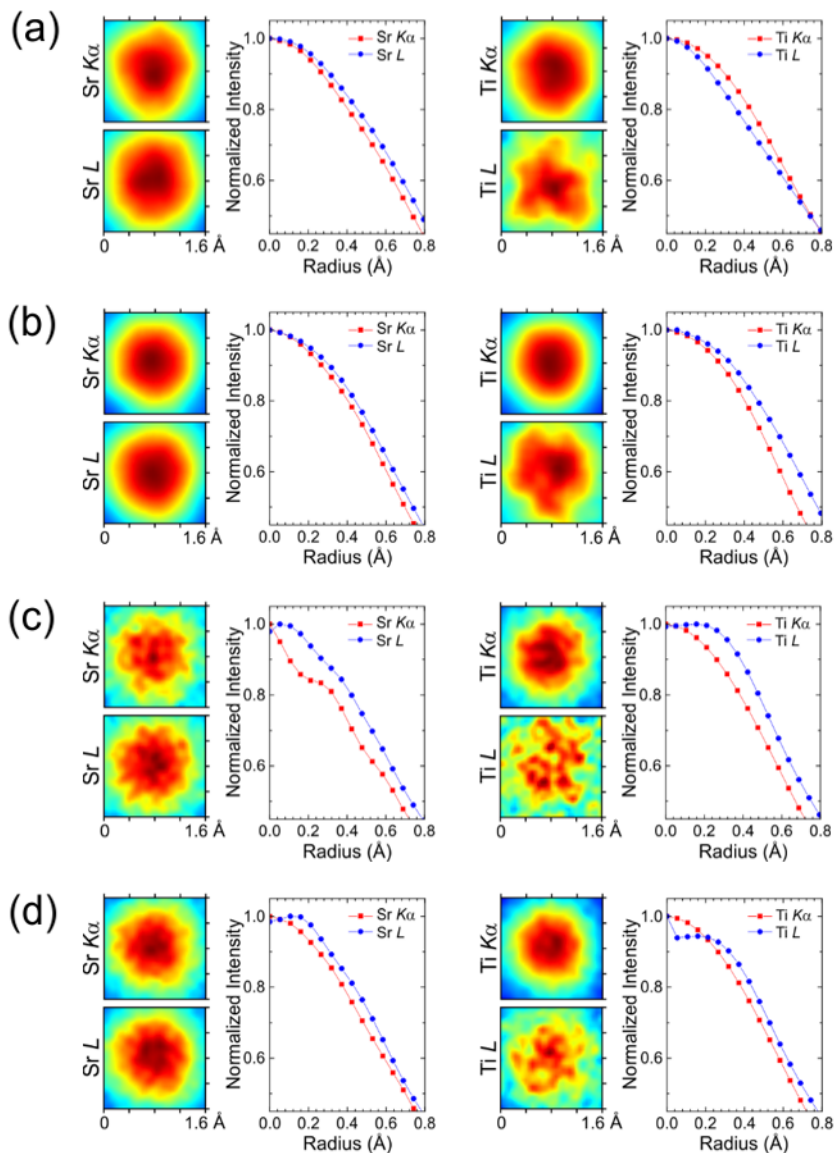 (a)
Sr Kα
Sr L
0 1.6 Å
Normalized Intensity
1.0
0.8
0.6
Sr Kα
Sr L
0.0 0.2 0.4 0.6 0.8
Radius (Å)
Ti Kα
Ti L
0 1.6 Å
Normalized Intensity
1.0
0.8
0.6
Ti Kα
Ti L
0.0 0.2 0.4 0.6 0.8
Radius (Å)
(b)
Sr Kα
Sr L
0 1.6 Å
Normalized Intensity
1.0
0.8
0.6
Sr Kα
Sr L
0.0 0.2 0.4 0.6 0.8
Radius (Å)
Ti Kα
Ti L
0 1.6 Å
Normalized Intensity
1.0
0.8
0.6
Ti Kα
Ti L
0.0 0.2 0.4 0.6 0.8
Radius (Å)
(c)
Sr Kα
Sr L
0 1.6 Å
Normalized Intensity
1.0
0.8
0.6
Sr Kα
Sr L
0.0 0.2 0.4 0.6 0.8
Radius (Å)
Ti Kα
Ti L
0 1.6 Å
Normalized Intensity
1.0
0.8
0.6
Ti Kα
Ti L
0.0 0.2 0.4 0.6 0.8
Radius (Å)
(d)
Sr Kα
Sr L
0 1.6 Å
Normalized Intensity
1.0
0.8
0.6
Sr Kα
Sr L
0.0 0.2 0.4 0.6 0.8
Radius (Å)
Ti Kα
Ti L
0 1.6 Å
Normalized Intensity
1.0
0.8
0.6
Ti Kα
Ti L
0.0 0.2 0.4 0.6 0.8
Radius (Å)